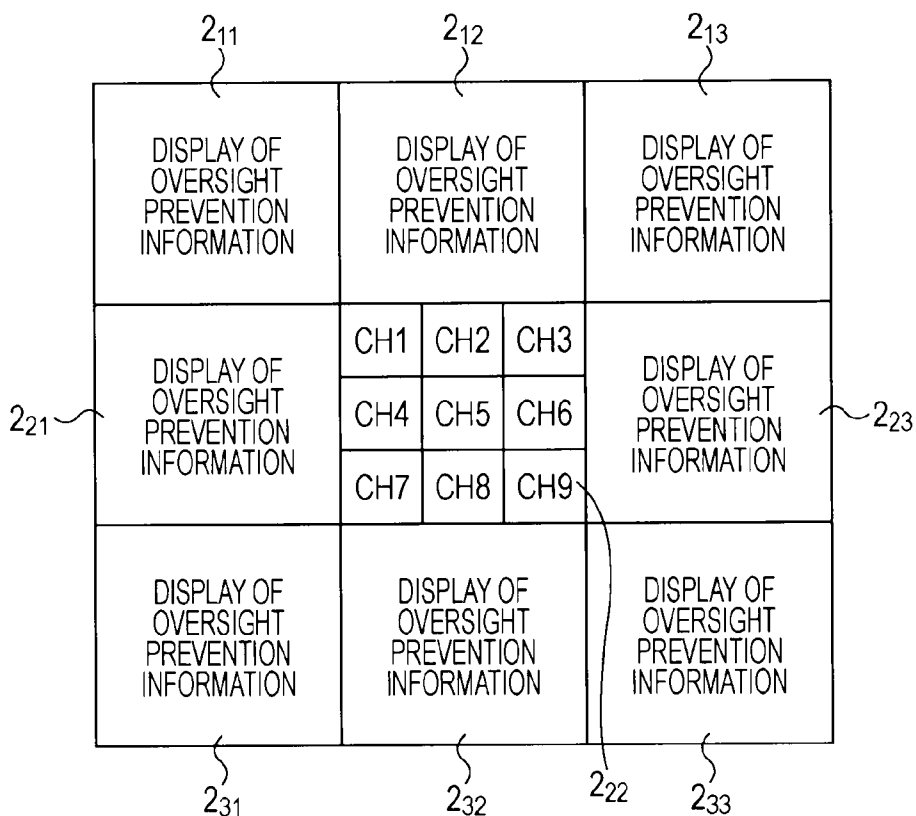 2₁₁ 2₁₂ 2₁₃
DISPLAY OF
OVERSIGHT
PREVENTION
INFORMATION
DISPLAY OF
OVERSIGHT
PREVENTION
INFORMATION
DISPLAY OF
OVERSIGHT
PREVENTION
INFORMATION
2₂₁
DISPLAY OF
OVERSIGHT
PREVENTION
INFORMATION
CH1 CH2 CH3
CH4 CH5 CH6
CH7 CH8 CH9
DISPLAY OF
OVERSIGHT
PREVENTION
INFORMATION
2₂₃
DISPLAY OF
OVERSIGHT
PREVENTION
INFORMATION
DISPLAY OF
OVERSIGHT
PREVENTION
INFORMATION
DISPLAY OF
OVERSIGHT
PREVENTION
INFORMATION
2₃₁ 2₃₂ 2₂₂ 2₃₃